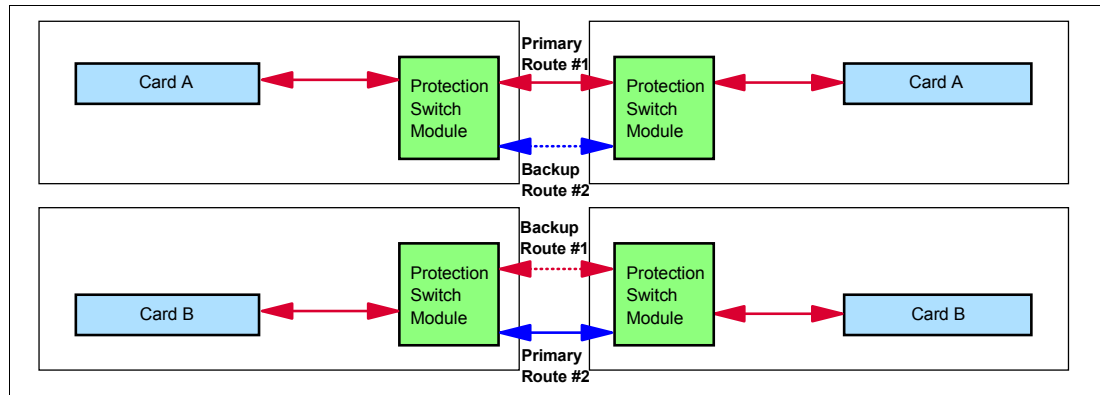 Primary
Route #1
Card A
Protection
Switch
Module
Protection
Switch
Module
Card A
Backup
Route #2
Backup
Route #1
Protection
Switch
Module
Protection
Switch
Module
Card B
Card B
Primary
Route #2